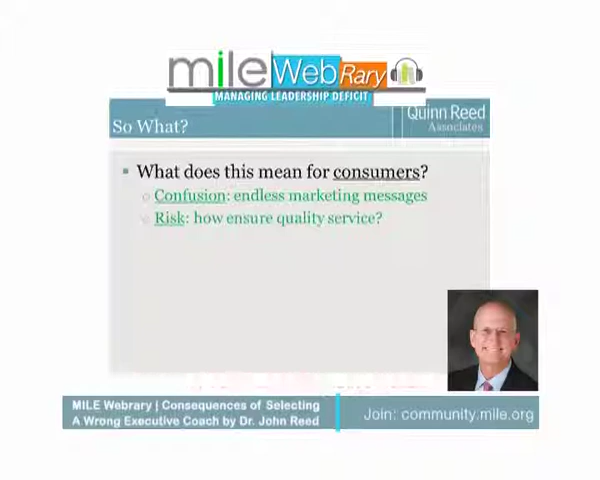 mile WebRary
MANAGING LEADERSHIP DEFICIT
So What?
Quinn Reed
Associates
What does this mean for consumers?
Confusion: endless marketing messages
Risk: how ensure quality service?
MILE Webrary | Consequences of Selecting
A Wrong Executive Coach by Dr. John Reed
Join: community.mile.org